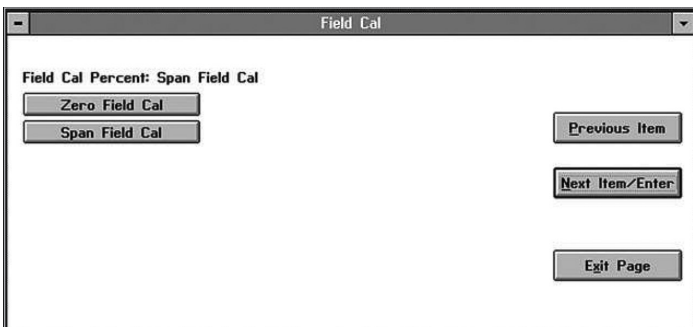 Field Cal
Field Cal Percent: Span Field Cal
Zero Field Cal
Span Field Cal
Previous Item
Next Item/Enter
Exit Page